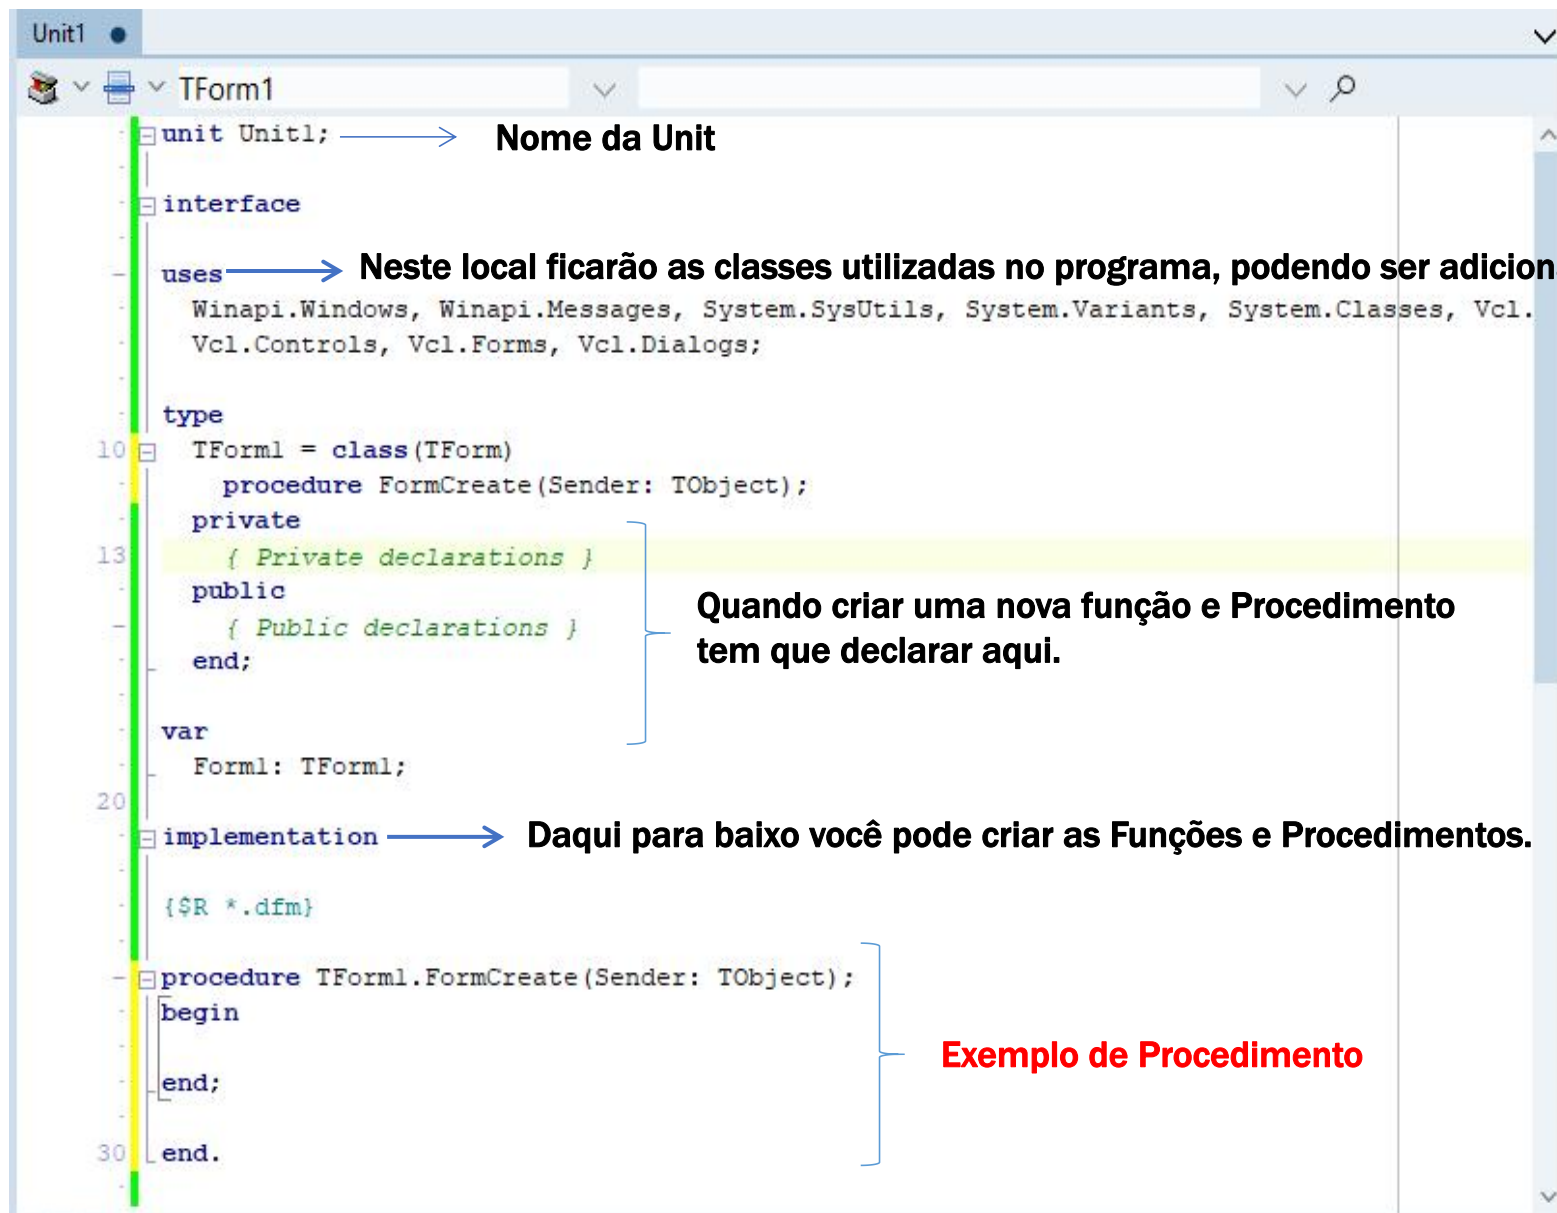 Unit1
TForm1
unit Unit1; Nome da Unit
interface
uses Neste local ficarão as classes utilizadas no programa, podendo ser adicion
Winapi.Windows, Winapi.Messages, System.SysUtils, System.Variants, System.Classes, Vcl.
Vcl.Controls, Vcl.Forms, Vcl.Dialogs;
type
10 TForm1 = class(TForm)
procedure FormCreate(Sender: TObject);
private
13 { Private declarations }
public
{ Public declarations }
end;
Quando criar uma nova função e Procedimento
tem que declarar aqui.
var
Form1: TForm1;
20
implementation Daqui para baixo você pode criar as Funções e Procedimentos.
{$R *.dfm}
procedure TForm1.FormCreate(Sender: TObject);
begin
Exemplo de Procedimento
end;
30 end.